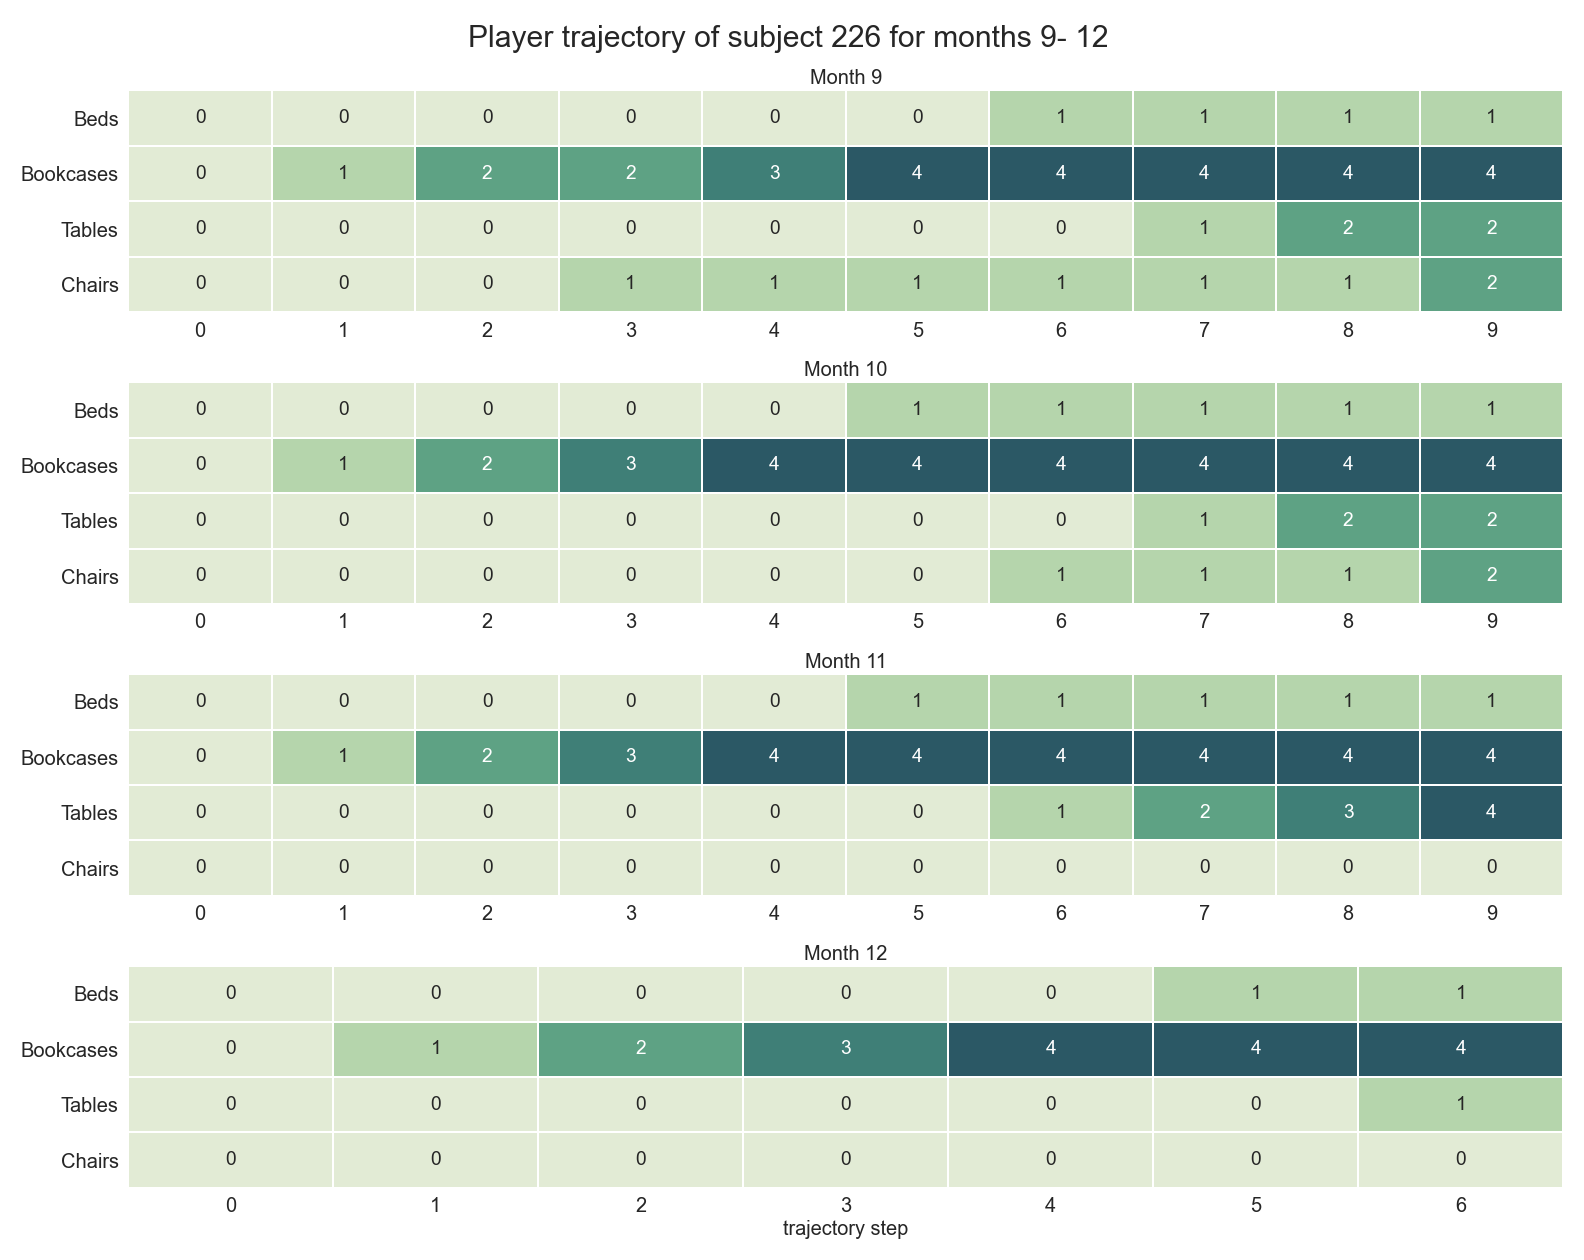 Player trajectory of subject 226 for months 9- 12
Month 9
Beds 0 0 0 0 0 0 1 1 1 1
Bookcases 0 1 2 2 3 4 4 4 4 4
Tables 0 0 0 0 0 0 0 1 2 2
Chairs 0 0 0 1 1 1 1 1 1 2
0 1 2 3 4 5 6 7 8 9
Month 10
Beds 0 0 0 0 0 1 1 1 1 1
Bookcases 0 1 2 3 4 4 4 4 4 4
Tables 0 0 0 0 0 0 0 1 2 2
Chairs 0 0 0 0 0 0 1 1 1 2
0 1 2 3 4 5 6 7 8 9
Month 11
Beds 0 0 0 0 0 1 1 1 1 1
Bookcases 0 1 2 3 4 4 4 4 4 4
Tables 0 0 0 0 0 0 1 2 3 4
Chairs 0 0 0 0 0 0 0 0 0 0
0 1 2 3 4 5 6 7 8 9
Month 12
Beds 0 0 0 0 0 1 1
Bookcases 0 1 2 3 4 4 4
Tables 0 0 0 0 0 0 1
Chairs 0 0 0 0 0 0 0
0 1 2 3 4 5 6
trajectory step